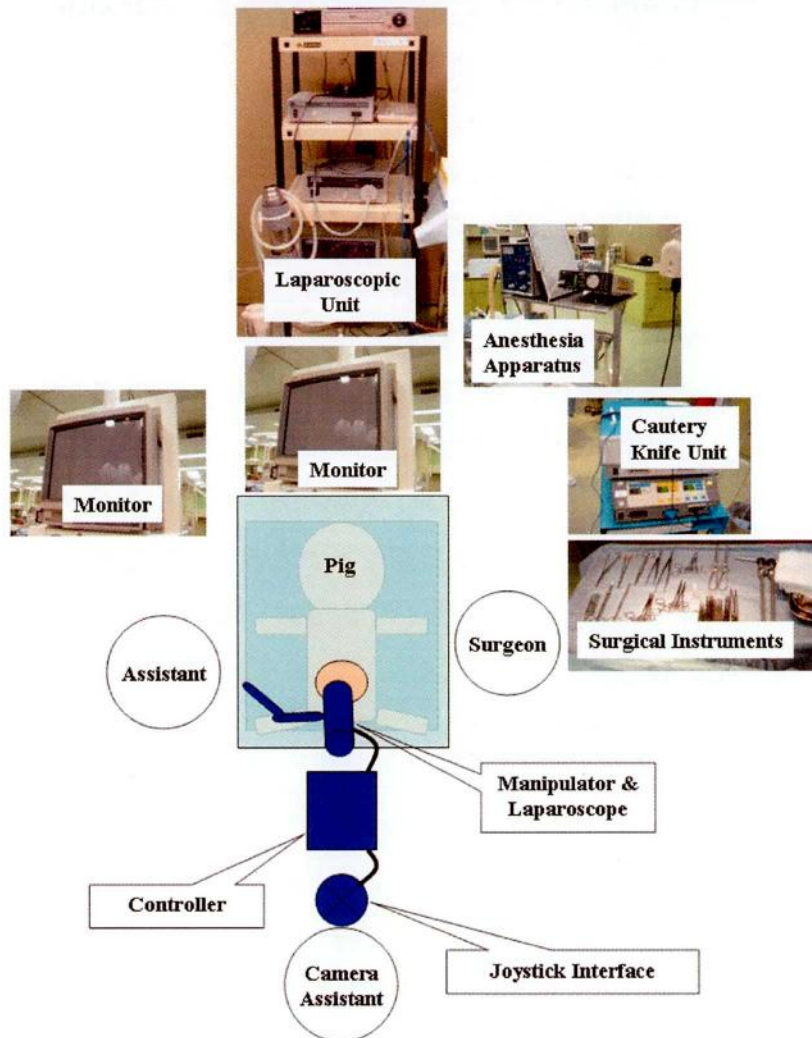 Laparoscopic
Unit
Anesthesia
Apparatus
Cautery
Knife Unit
Monitor
Monitor
Pig
Surgical Instruments
Surgeon
Assistant
Manipulator &
Laparoscope
Controller
Joystick Interface
Camera
Assistant